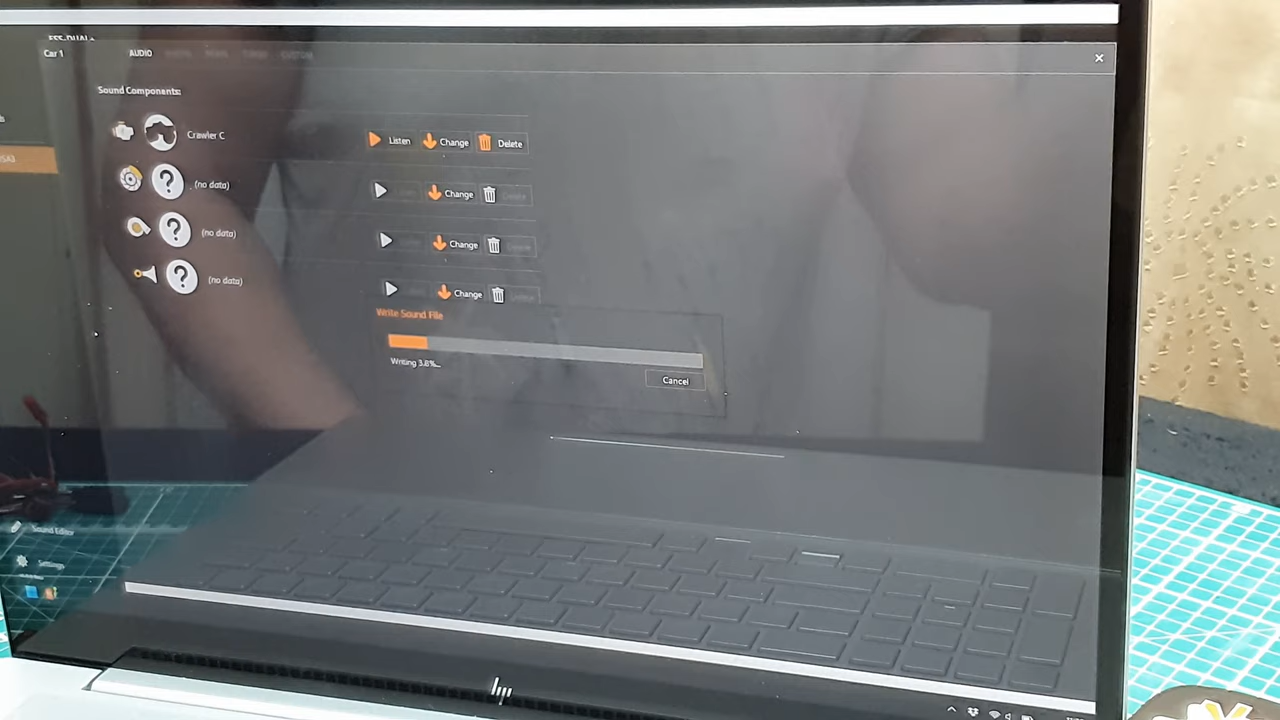 Car 1
AUDIO
Sound Components:
Crawler C
Listen
Change
Delete
(no data)
Change
(no data)
Change
(no data)
Change
Write Sound File
Writing 3.8%...
Cancel
Sound Editor
hp